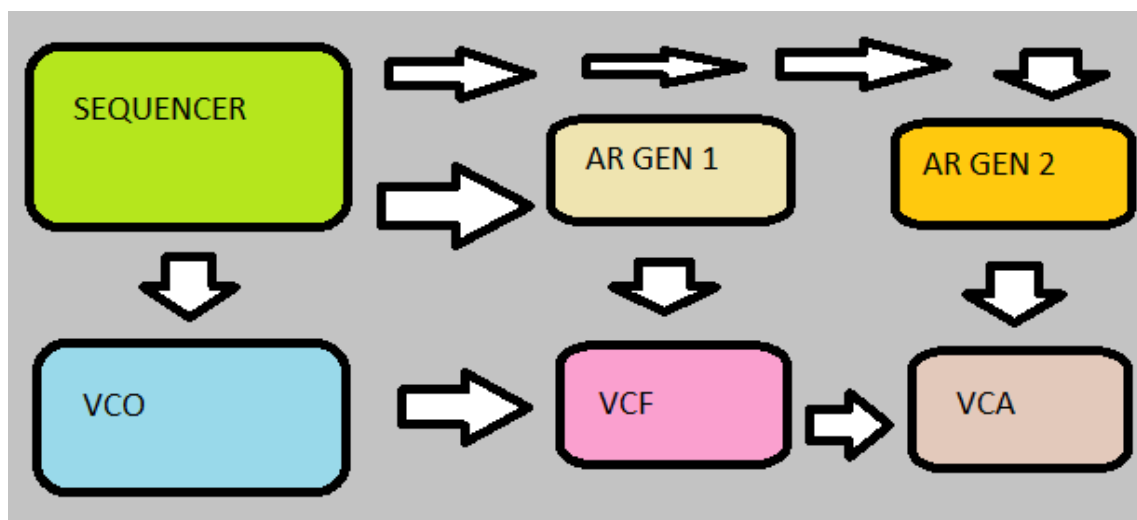 SEQUENCER
AR GEN 1
AR GEN 2
VCO
VCF
VCA